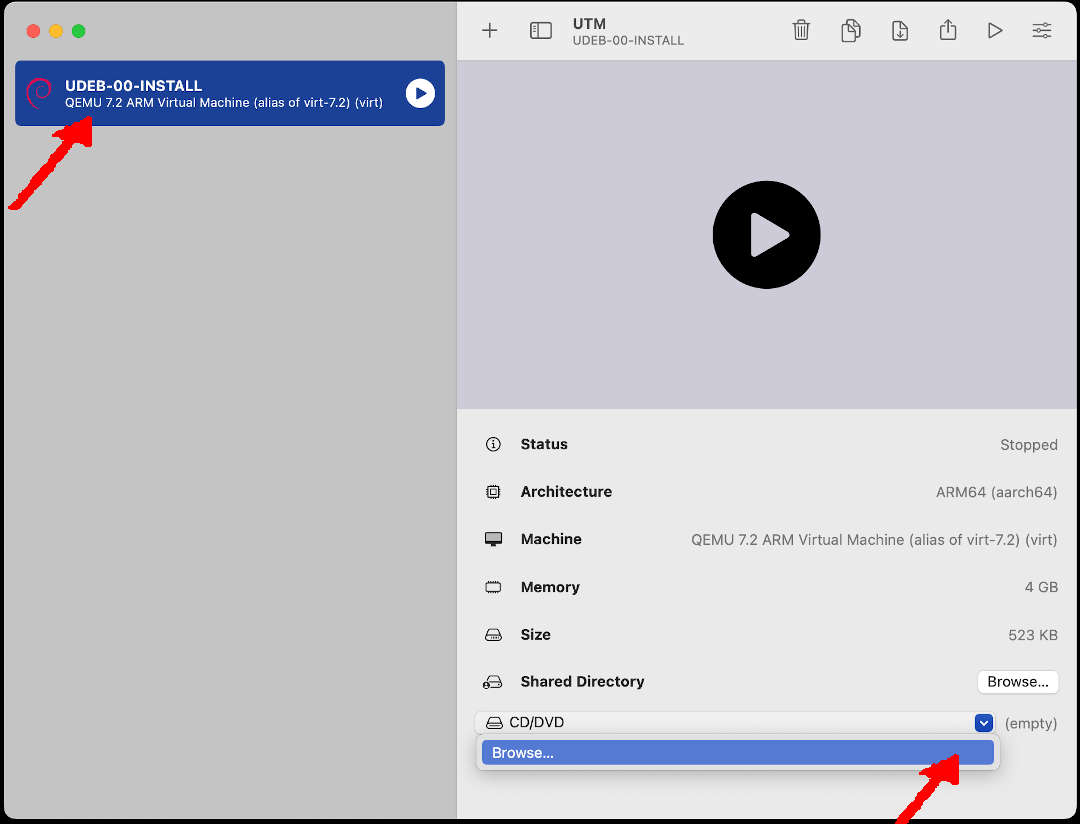 UDEB-00-INSTALL
QEMU 7.2 ARM Virtual Machine (alias of virt-7.2) (virt)
UTM
UDEB-00-INSTALL
Status Stopped
Architecture ARM64 (aarch64)
Machine QEMU 7.2 ARM Virtual Machine (alias of virt-7.2) (virt)
Memory 4 GB
Size 523 KB
Shared Directory Browse...
CD/DVD (empty)
Browse...